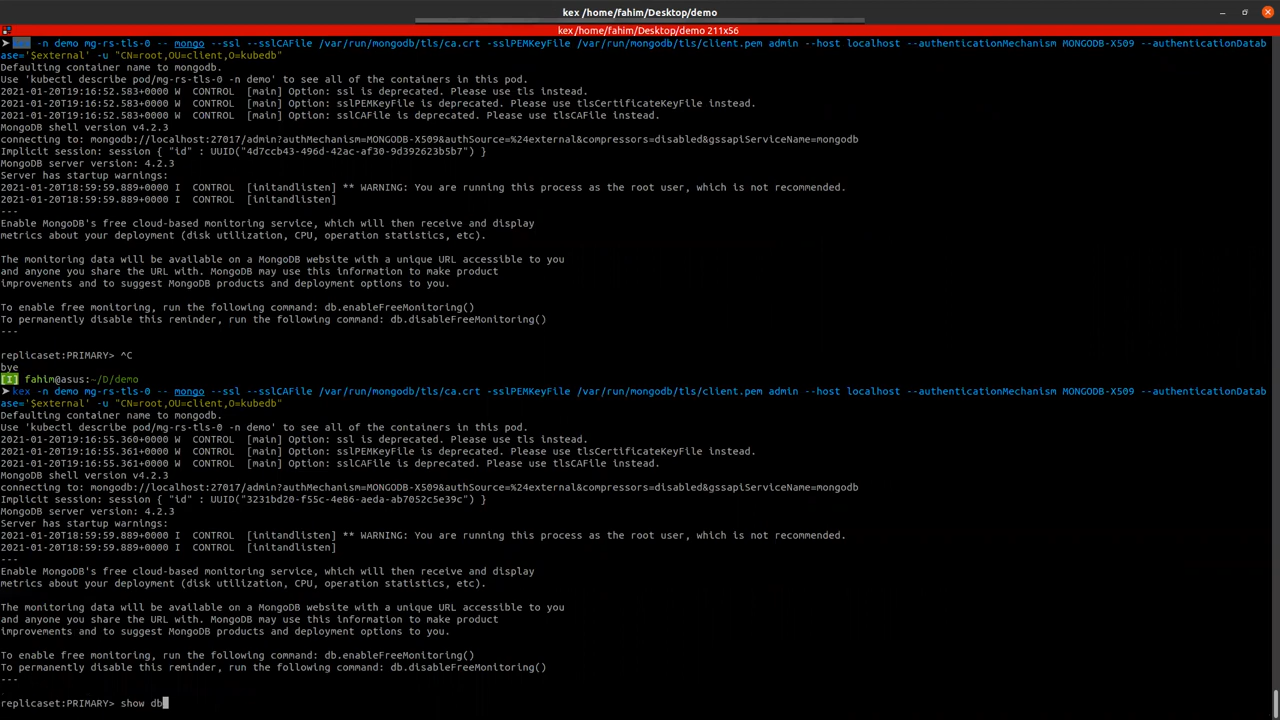 kex /home/fahim/Desktop/demo
kex /home/fahim/Desktop/demo 211x56
➤ kex -n demo mg-rs-tls-0 -- mongo --ssl --sslCAFile /var/run/mongodb/tls/ca.crt -sslPEMKeyFile /var/run/mongodb/tls/client.pem admin --host localhost --authenticationMechanism MONGODB-X509 --authenticationDatab
ase='$external' -u "CN=root,OU=client,O=kubedb"
Defaulting container name to mongodb.
Use 'kubectl describe pod/mg-rs-tls-0 -n demo' to see all of the containers in this pod.
2021-01-20T19:16:52.583+0000 W  CONTROL  [main] Option: ssl is deprecated. Please use tls instead.
2021-01-20T19:16:52.583+0000 W  CONTROL  [main] Option: sslPEMKeyFile is deprecated. Please use tlsCertificateKeyFile instead.
2021-01-20T19:16:52.583+0000 W  CONTROL  [main] Option: sslCAFile is deprecated. Please use tlsCAFile instead.
MongoDB shell version v4.2.3
connecting to: mongodb://localhost:27017/admin?authMechanism=MONGODB-X509&authSource=%24external&compressors=disabled&gssapiServiceName=mongodb
Implicit session: session { "id" : UUID("4d7ccb43-496d-42ac-af30-9d392623b5b7") }
MongoDB server version: 4.2.3
Server has startup warnings:
2021-01-20T18:59:59.889+0000 I  CONTROL  [initandlisten] ** WARNING: You are running this process as the root user, which is not recommended.
2021-01-20T18:59:59.889+0000 I  CONTROL  [initandlisten]
---
Enable MongoDB's free cloud-based monitoring service, which will then receive and display
metrics about your deployment (disk utilization, CPU, operation statistics, etc).
The monitoring data will be available on a MongoDB website with a unique URL accessible to you
and anyone you share the URL with. MongoDB may use this information to make product
improvements and to suggest MongoDB products and deployment options to you.
To enable free monitoring, run the following command: db.enableFreeMonitoring()
To permanently disable this reminder, run the following command: db.disableFreeMonitoring()
---
replicaset:PRIMARY> ^C
bye
[I] fahim@asus:~/D/demo
➤ kex -n demo mg-rs-tls-0 -- mongo --ssl --sslCAFile /var/run/mongodb/tls/ca.crt -sslPEMKeyFile /var/run/mongodb/tls/client.pem admin --host localhost --authenticationMechanism MONGODB-X509 --authenticationDatab
ase='$external' -u "CN=root,OU=client,O=kubedb"
Defaulting container name to mongodb.
Use 'kubectl describe pod/mg-rs-tls-0 -n demo' to see all of the containers in this pod.
2021-01-20T19:16:55.360+0000 W  CONTROL  [main] Option: ssl is deprecated. Please use tls instead.
2021-01-20T19:16:55.361+0000 W  CONTROL  [main] Option: sslPEMKeyFile is deprecated. Please use tlsCertificateKeyFile instead.
2021-01-20T19:16:55.361+0000 W  CONTROL  [main] Option: sslCAFile is deprecated. Please use tlsCAFile instead.
MongoDB shell version v4.2.3
connecting to: mongodb://localhost:27017/admin?authMechanism=MONGODB-X509&authSource=%24external&compressors=disabled&gssapiServiceName=mongodb
Implicit session: session { "id" : UUID("3231bd20-f55c-4e86-aeda-ab7052c5e39c") }
MongoDB server version: 4.2.3
Server has startup warnings:
2021-01-20T18:59:59.889+0000 I  CONTROL  [initandlisten] ** WARNING: You are running this process as the root user, which is not recommended.
2021-01-20T18:59:59.889+0000 I  CONTROL  [initandlisten]
---
Enable MongoDB's free cloud-based monitoring service, which will then receive and display
metrics about your deployment (disk utilization, CPU, operation statistics, etc).
The monitoring data will be available on a MongoDB website with a unique URL accessible to you
and anyone you share the URL with. MongoDB may use this information to make product
improvements and to suggest MongoDB products and deployment options to you.
To enable free monitoring, run the following command: db.enableFreeMonitoring()
To permanently disable this reminder, run the following command: db.disableFreeMonitoring()
---
replicaset:PRIMARY> show db